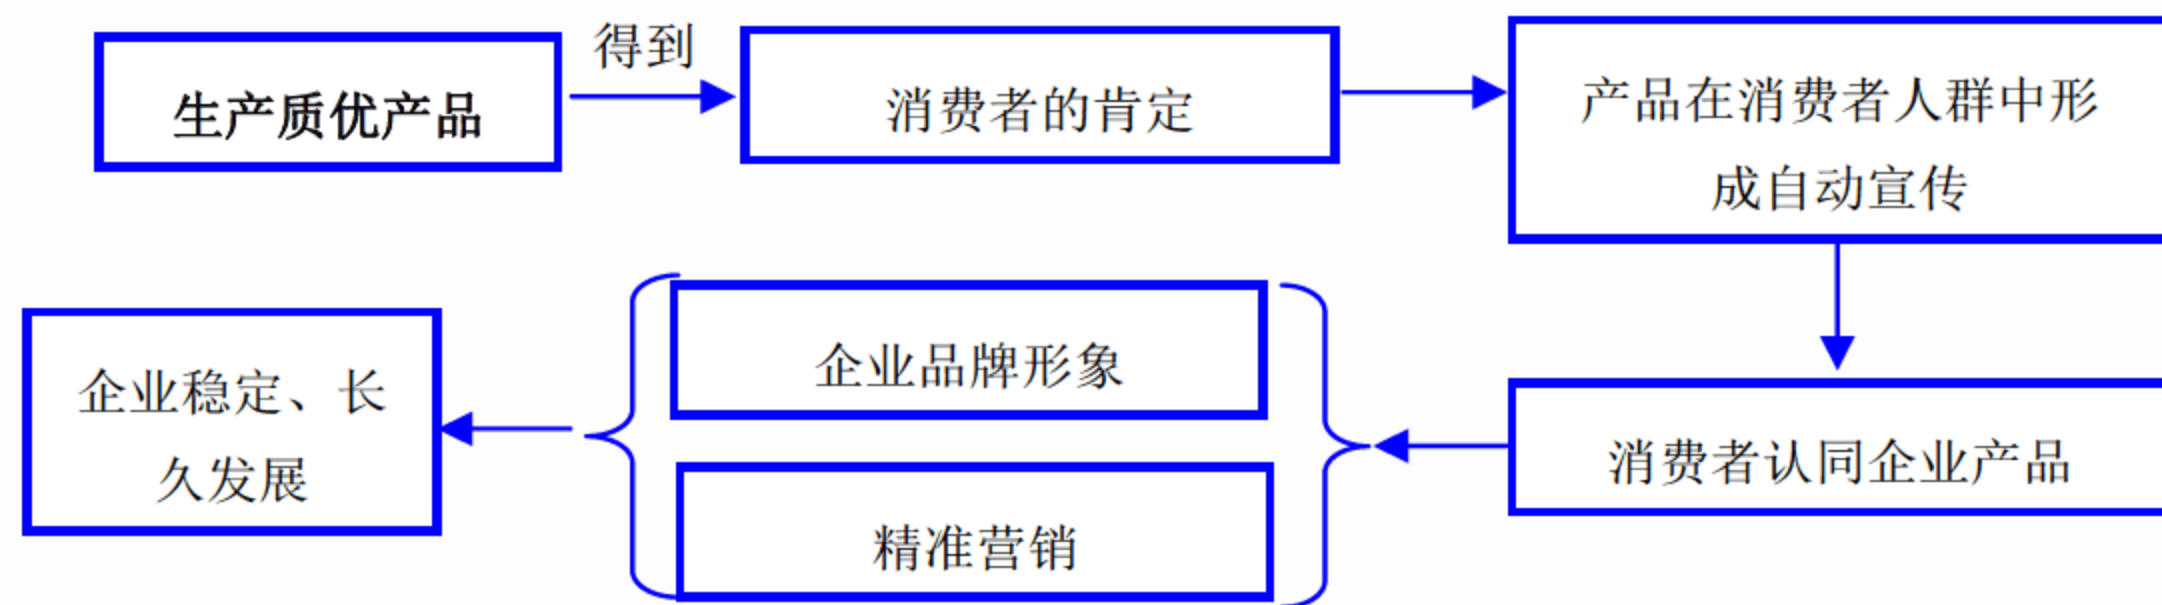 生产质优产品
得到
消费者的肯定
产品在消费者人群中形
成自动宣传
消费者认同企业产品
企业品牌形象
精准营销
企业稳定、长
久发展